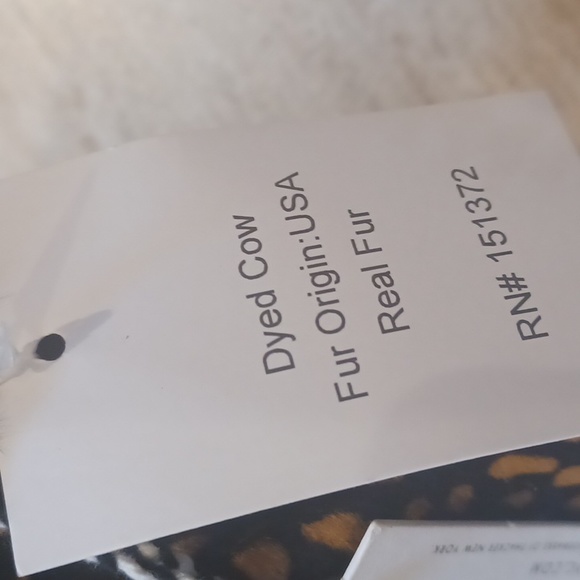 Dyed Cow
Fur Origin:USA
Real Fur
RN# 151372